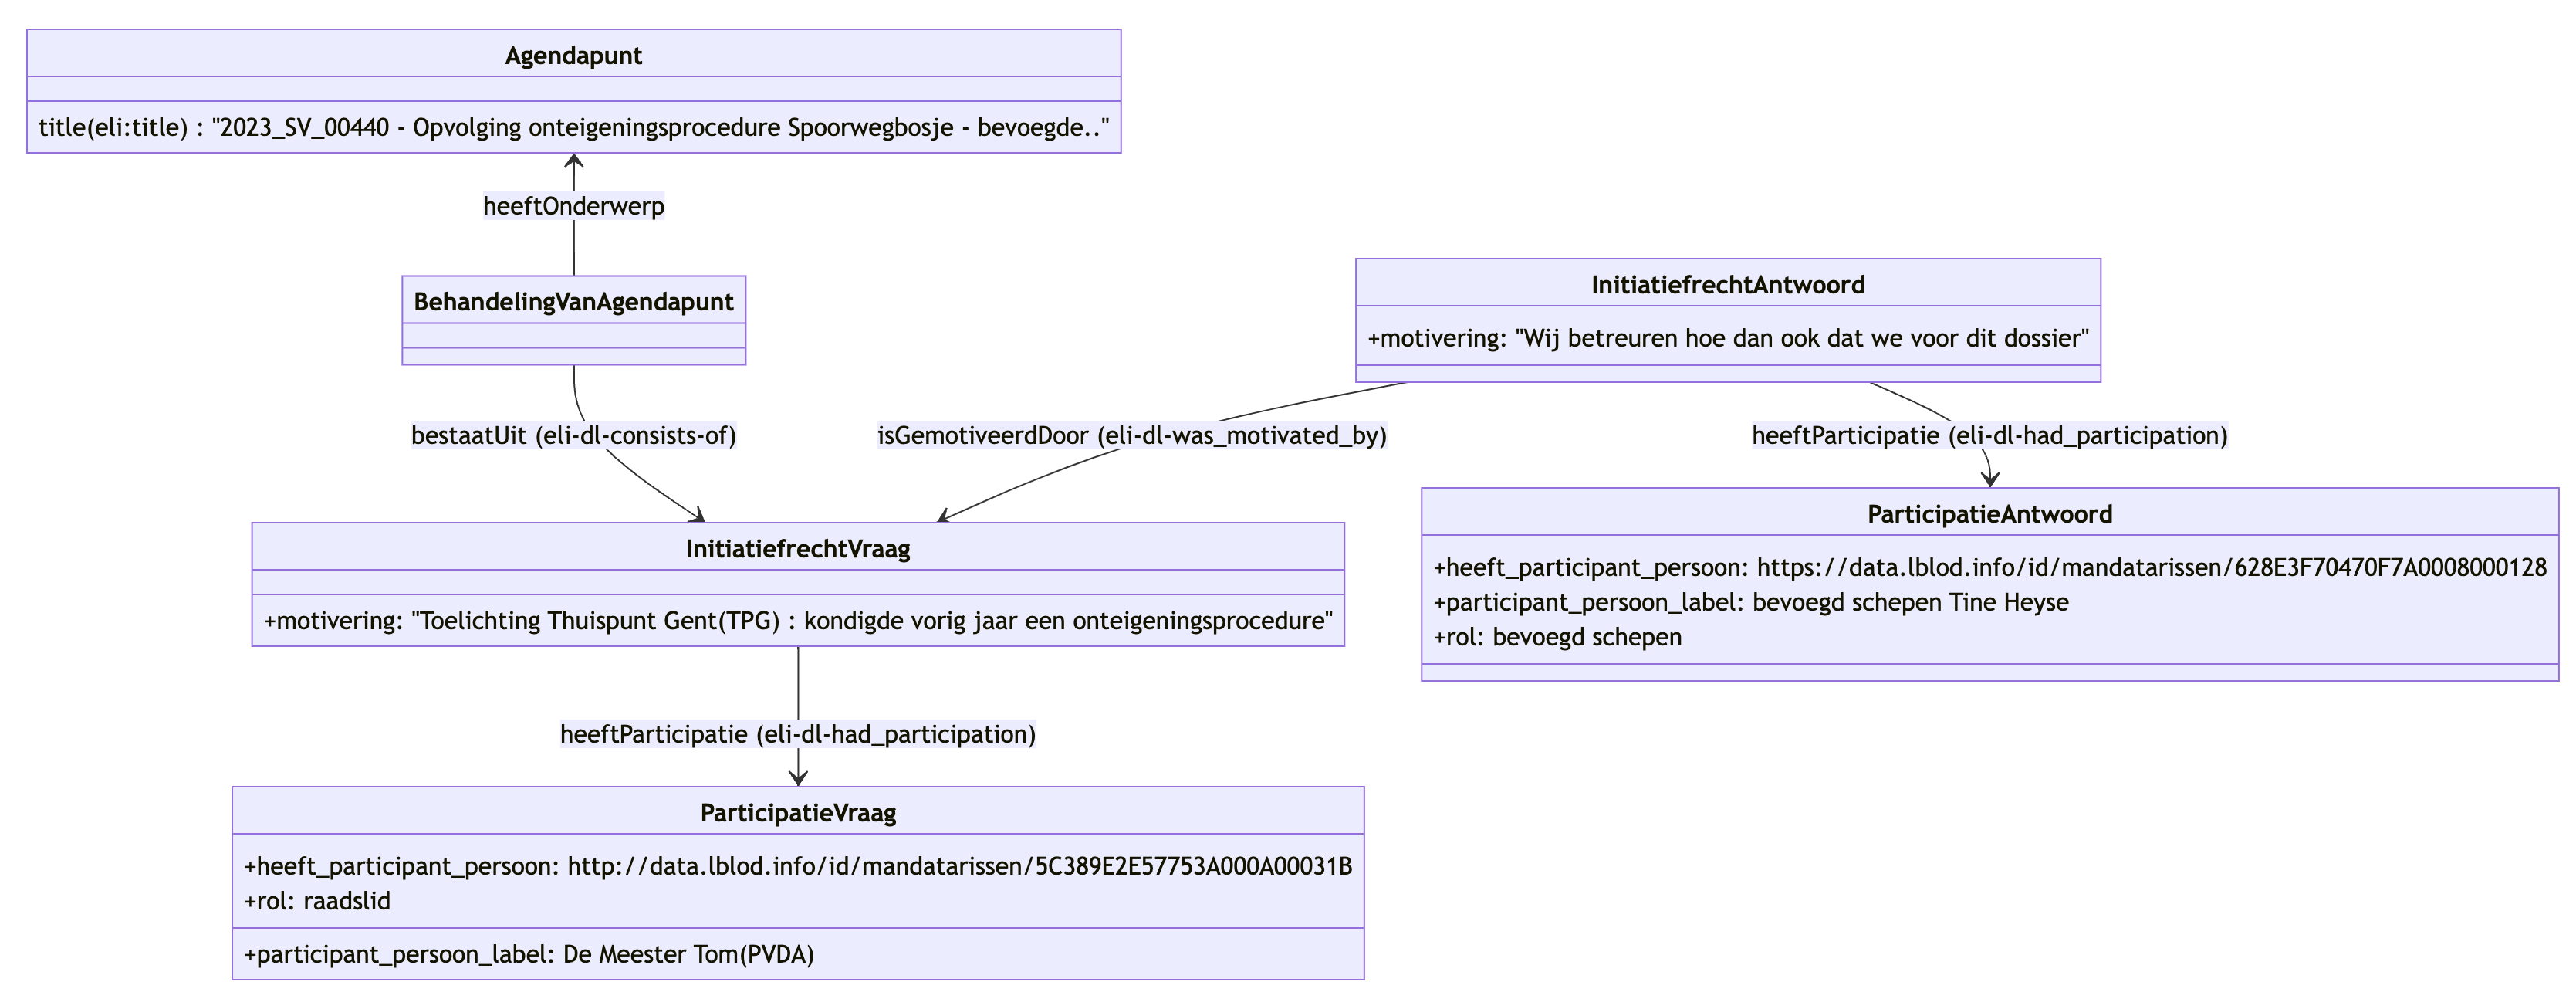 Agendapunt
title(eli:title) : "2023_SV_00440 - Opvolging onteigeningsprocedure Spoorwegbosje - bevoegde.."
heeftOnderwerp
BehandelingVanAgendapunt
InitiatiefrechtAntwoord
+motivering: "Wij betreuren hoe dan ook dat we voor dit dossier"
bestaatUit (eli-dl-consists-of)
isGemotiveerdDoor (eli-dl-was_motivated_by)
heeftParticipatie (eli-dl-had_participation)
InitiatiefrechtVraag
+motivering: "Toelichting Thuispunt Gent(TPG) : kondigde vorig jaar een onteigeningsprocedure"
ParticipatieAntwoord
+heeft_participant_persoon: https://data.lblod.info/id/mandatarissen/628E3F70470F7A0008000128
+participant_persoon_label: bevoegd schepen Tine Heyse
+rol: bevoegd schepen
heeftParticipatie (eli-dl-had_participation)
ParticipatieVraag
+heeft_participant_persoon: http://data.lblod.info/id/mandatarissen/5C389E2E57753A000A00031B
+rol: raadslid
+participant_persoon_label: De Meester Tom(PVDA)